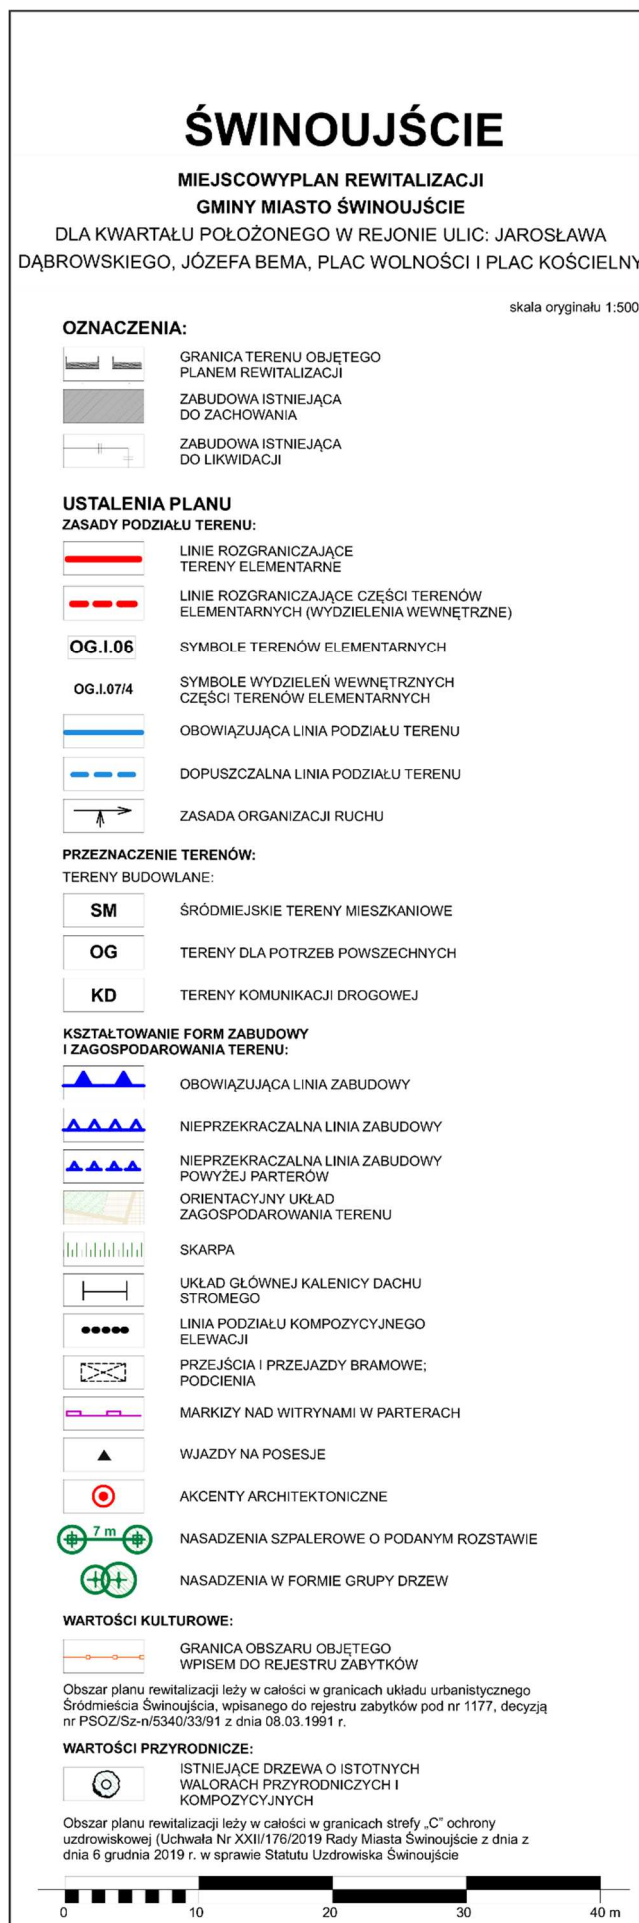 ŚWINOUJŚCIE
MIEJSCOWYPLAN REWITALIZACJI
GMINY MIASTO ŚWINOUJŚCIE
DLA KWARTAŁU POŁOŻONEGO W REJONIE ULIC: JAROSŁAWA
DĄBROWSKIEGO, JÓZEFA BEMA, PLAC WOLNOŚCI I PLAC KOŚCIELNY
skala oryginału 1:500
OZNACZENIA:
GRANICA TERENU OBJĘTEGO
PLANEM REWITALIZACJI
ZABUDOWA ISTNIEJĄCA
DO ZACHOWANIA
ZABUDOWA ISTNIEJĄCA
DO LIKWIDACJI
USTALENIA PLANU
ZASADY PODZIAŁU TERENU:
LINIE ROZGRANICZAJĄCE
TERENY ELEMENTARNE
LINIE ROZGRANICZAJĄCE CZĘŚCI TERENÓW
ELEMENTARNYCH (WYDZIELENIA WEWNĘTRZNE)
OG.I.06 SYMBOLE TERENÓW ELEMENTARNYCH
OG.I.07/4 SYMBOLE WYDZIELEŃ WEWNĘTRZNYCH
CZĘŚCI TERENÓW ELEMENTARNYCH
OBOWIĄZUJĄCA LINIA PODZIAŁU TERENU
DOPUSZCZALNA LINIA PODZIAŁU TERENU
ZASADA ORGANIZACJI RUCHU
PRZEZNACZENIE TERENÓW:
TERENY BUDOWLANE:
SM ŚRÓDMIEJSKIE TERENY MIESZKANIOWE
OG TERENY DLA POTRZEB POWSZECHNYCH
KD TERENY KOMUNIKACJI DROGOWEJ
KSZTAŁTOWANIE FORM ZABUDOWY
I ZAGOSPODAROWANIA TERENU:
OBOWIĄZUJĄCA LINIA ZABUDOWY
NIEPRZEKRACZALNA LINIA ZABUDOWY
NIEPRZEKRACZALNA LINIA ZABUDOWY
POWYŻEJ PARTERÓW
ORIENTACYJNY UKŁAD
ZAGOSPODAROWANIA TERENU
SKARPA
UKŁAD GŁÓWNEJ KALENICY DACHU
STROMEGO
LINIA PODZIAŁU KOMPOZYCYJNEGO
ELEWACJI
PRZEJŚCIA I PRZEJAZDY BRAMOWE;
PODCIENIA
MARKIZY NAD WITRYNAMI W PARTERACH
WJAZDY NA POSESJE
AKCENTY ARCHITEKTONICZNE
7 m NASADZENIA SZPALEROWE O PODANYM ROZSTAWIE
NASADZENIA W FORMIE GRUPY DRZEW
WARTOŚCI KULTUROWE:
GRANICA OBSZARU OBJĘTEGO
WPISEM DO REJESTRU ZABYTKÓW
Obszar planu rewitalizacji leży w całości w granicach układu urbanistycznego
Śródmieścia Świnoujścia, wpisanego do rejestru zabytków pod nr 1177, decyzją
nr PSOZ/Sz-n/5340/33/91 z dnia 08.03.1991 r.
WARTOŚCI PRZYRODNICZE:
ISTNIEJĄCE DRZEWA O ISTOTNYCH
WALORACH PRZYRODNICZYCH I
KOMPOZYCYJNYCH
Obszar planu rewitalizacji leży w całości w granicach strefy „C” ochrony
uzdrowiskowej (Uchwała Nr XXII/176/2019 Rady Miasta Świnoujście z dnia z
dnia 6 grudnia 2019 r. w sprawie Statutu Uzdrowiska Świnoujście
0 10 20 30 40 m